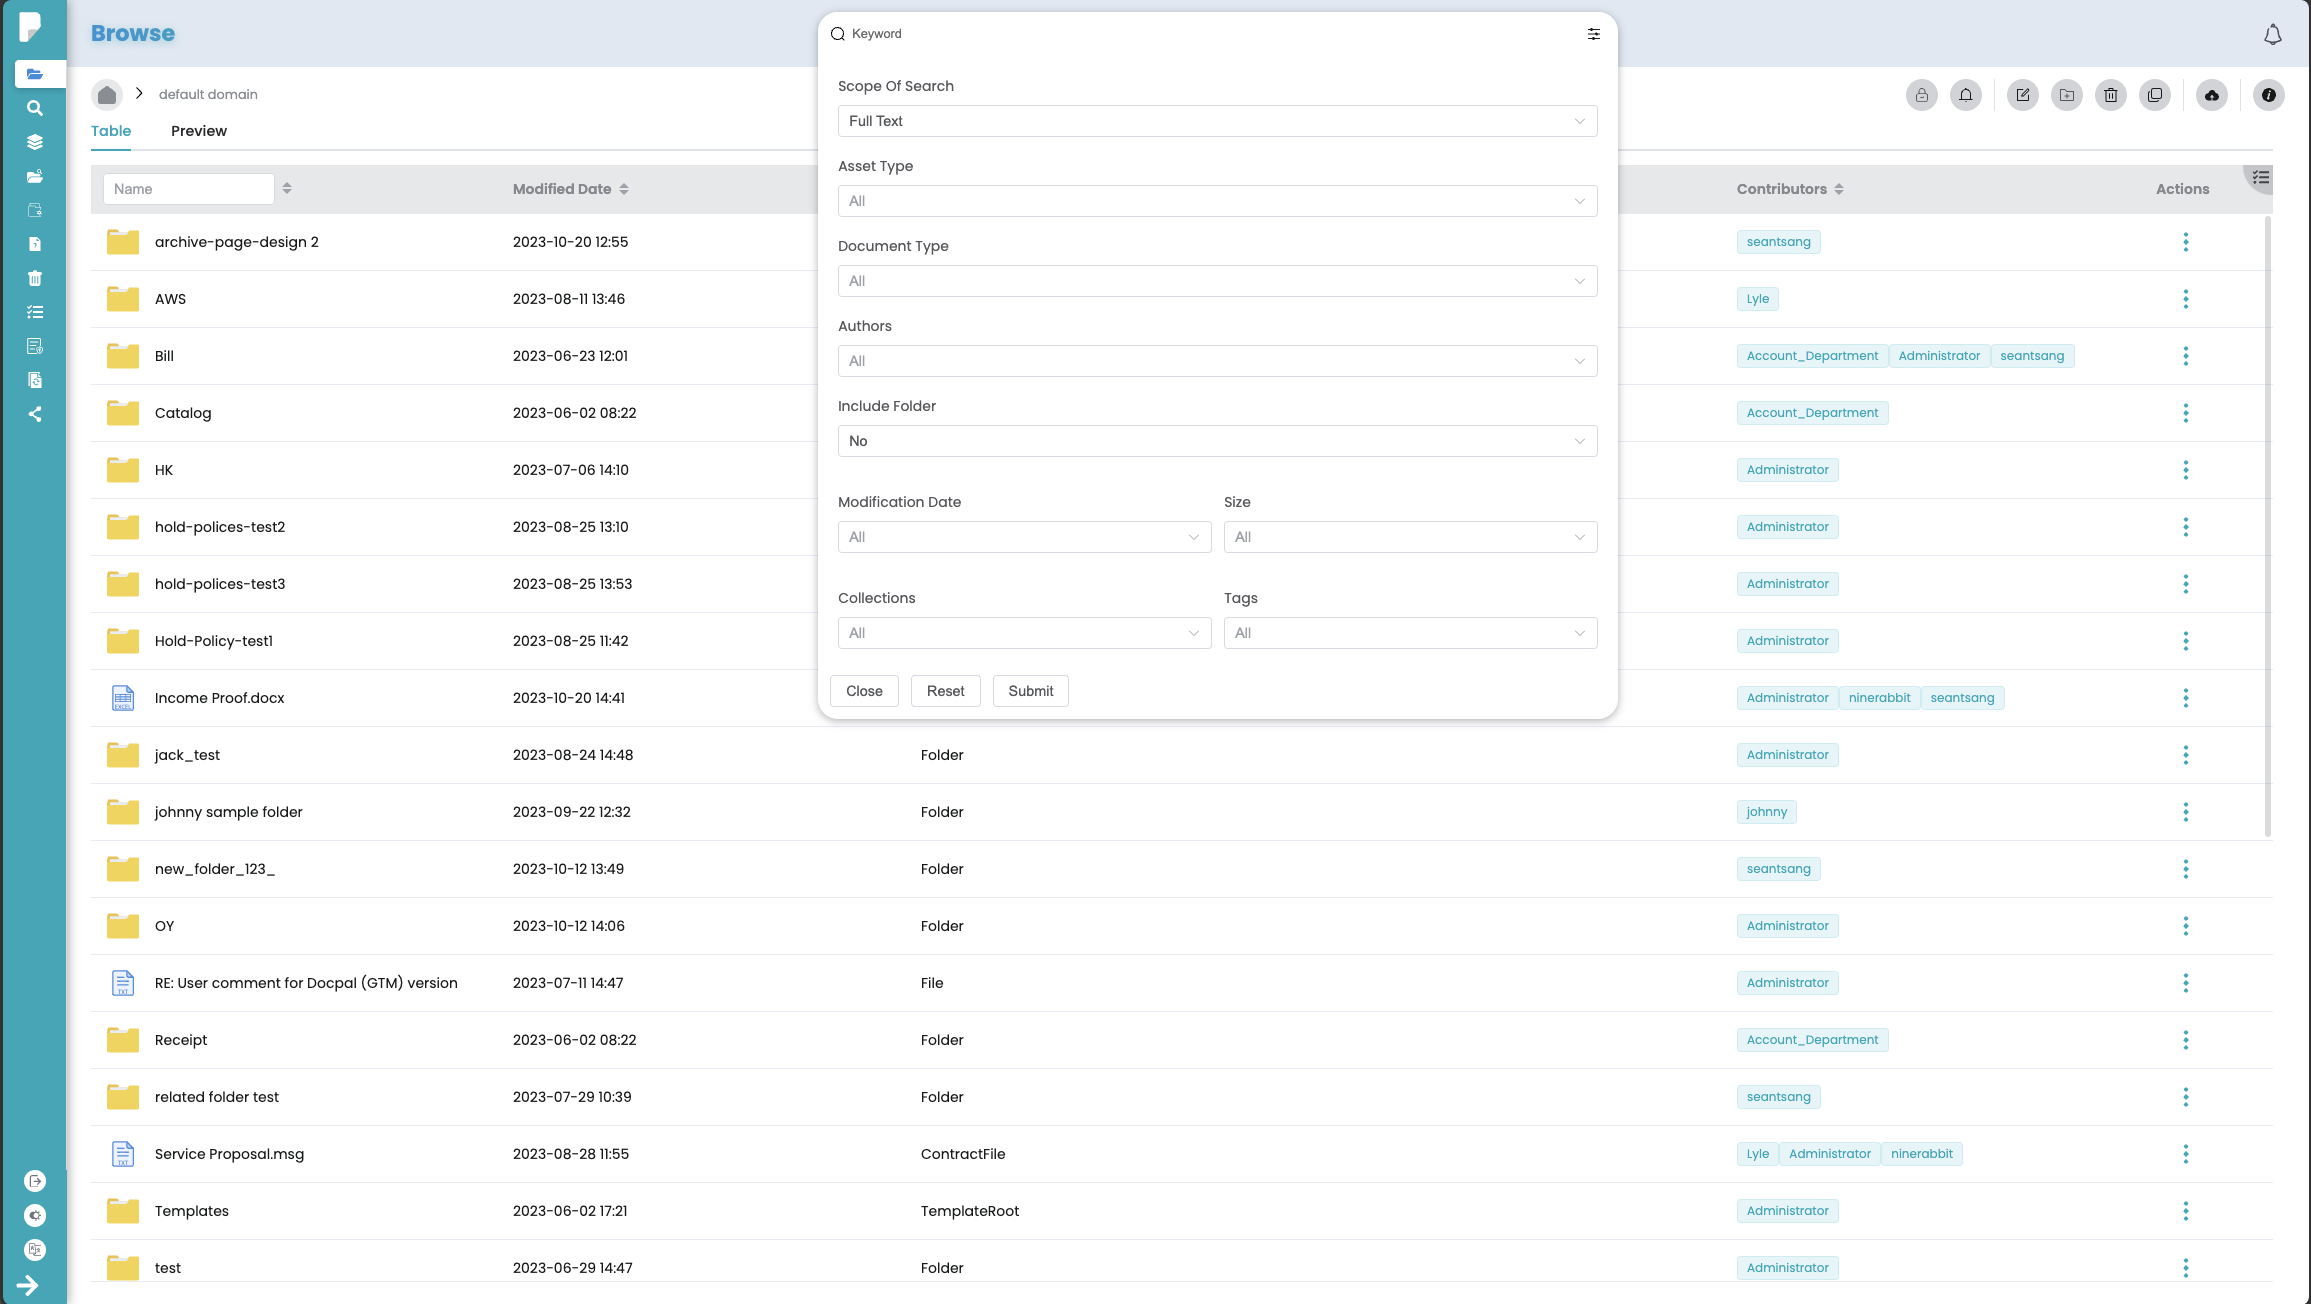 Browse
Keyword
default domain
Table
Preview
Scope Of Search
Full Text
Asset Type
All
Document Type
All
Authors
All
Include Folder
No
Modification Date
Size
All
All
Collections
Tags
All
All
Close
Reset
Submit
Name
Modified Date
Contributors
Actions
archive-page-design 2
2023-10-20 12:55
seantsang
AWS
2023-08-11 13:46
Lyle
Bill
2023-06-23 12:01
Account_Department
Administrator
seantsang
Catalog
2023-06-02 08:22
Account_Department
HK
2023-07-06 14:10
Administrator
hold-polices-test2
2023-08-25 13:10
Administrator
hold-polices-test3
2023-08-25 13:53
Administrator
Hold-Policy-test1
2023-08-25 11:42
Administrator
EXCEL
Income Proof.docx
2023-10-20 14:41
Administrator
ninerabbit
seantsang
jack_test
2023-08-24 14:48
Folder
Administrator
johnny sample folder
2023-09-22 12:32
Folder
johnny
new_folder_123_
2023-10-12 13:49
Folder
seantsang
OY
2023-10-12 14:06
Folder
Administrator
TXT
RE: User comment for Docpal (GTM) version
2023-07-11 14:47
File
Administrator
Receipt
2023-06-02 08:22
Folder
Account_Department
related folder test
2023-07-29 10:39
Folder
seantsang
TXT
Service Proposal.msg
2023-08-28 11:55
ContractFile
Lyle
Administrator
ninerabbit
Templates
2023-06-02 17:21
TemplateRoot
Administrator
test
2023-06-29 14:47
Folder
Administrator